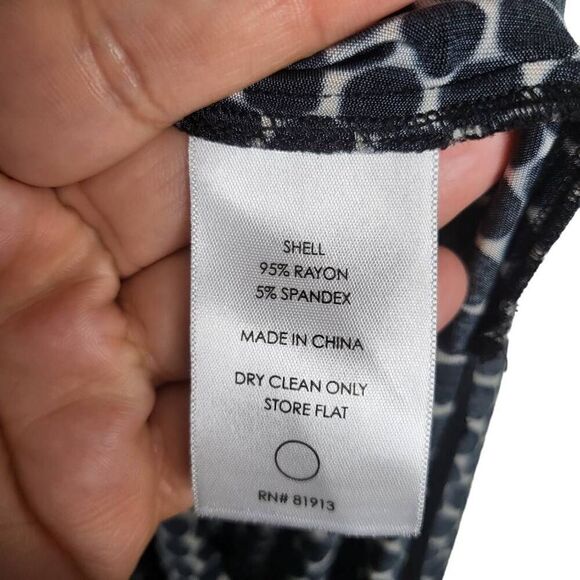 SHELL
95% RAYON
5% SPANDEX
MADE IN CHINA
DRY CLEAN ONLY
STORE FLAT
RN# 81913